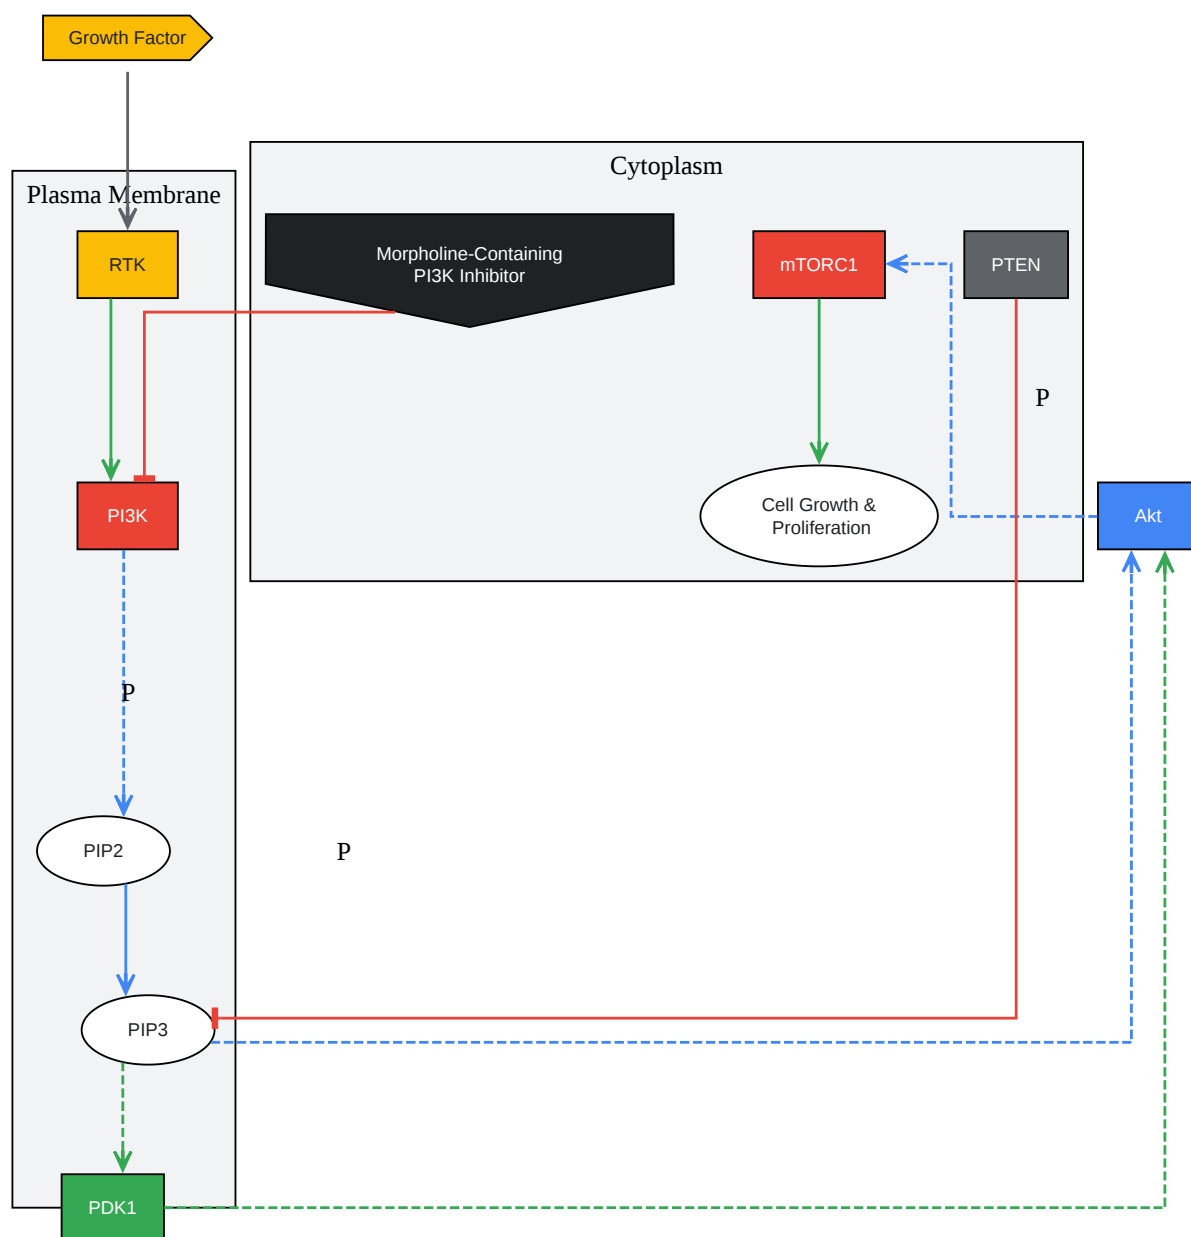 Growth Factor
Cytoplasm
Plasma Membrane
Morpholine-Containing
PI3K Inhibitor
RTK
mTORC1
PTEN
P
Cell Growth &
Proliferation
PI3K
Akt
P
PIP2
P
PIP3
PDK1